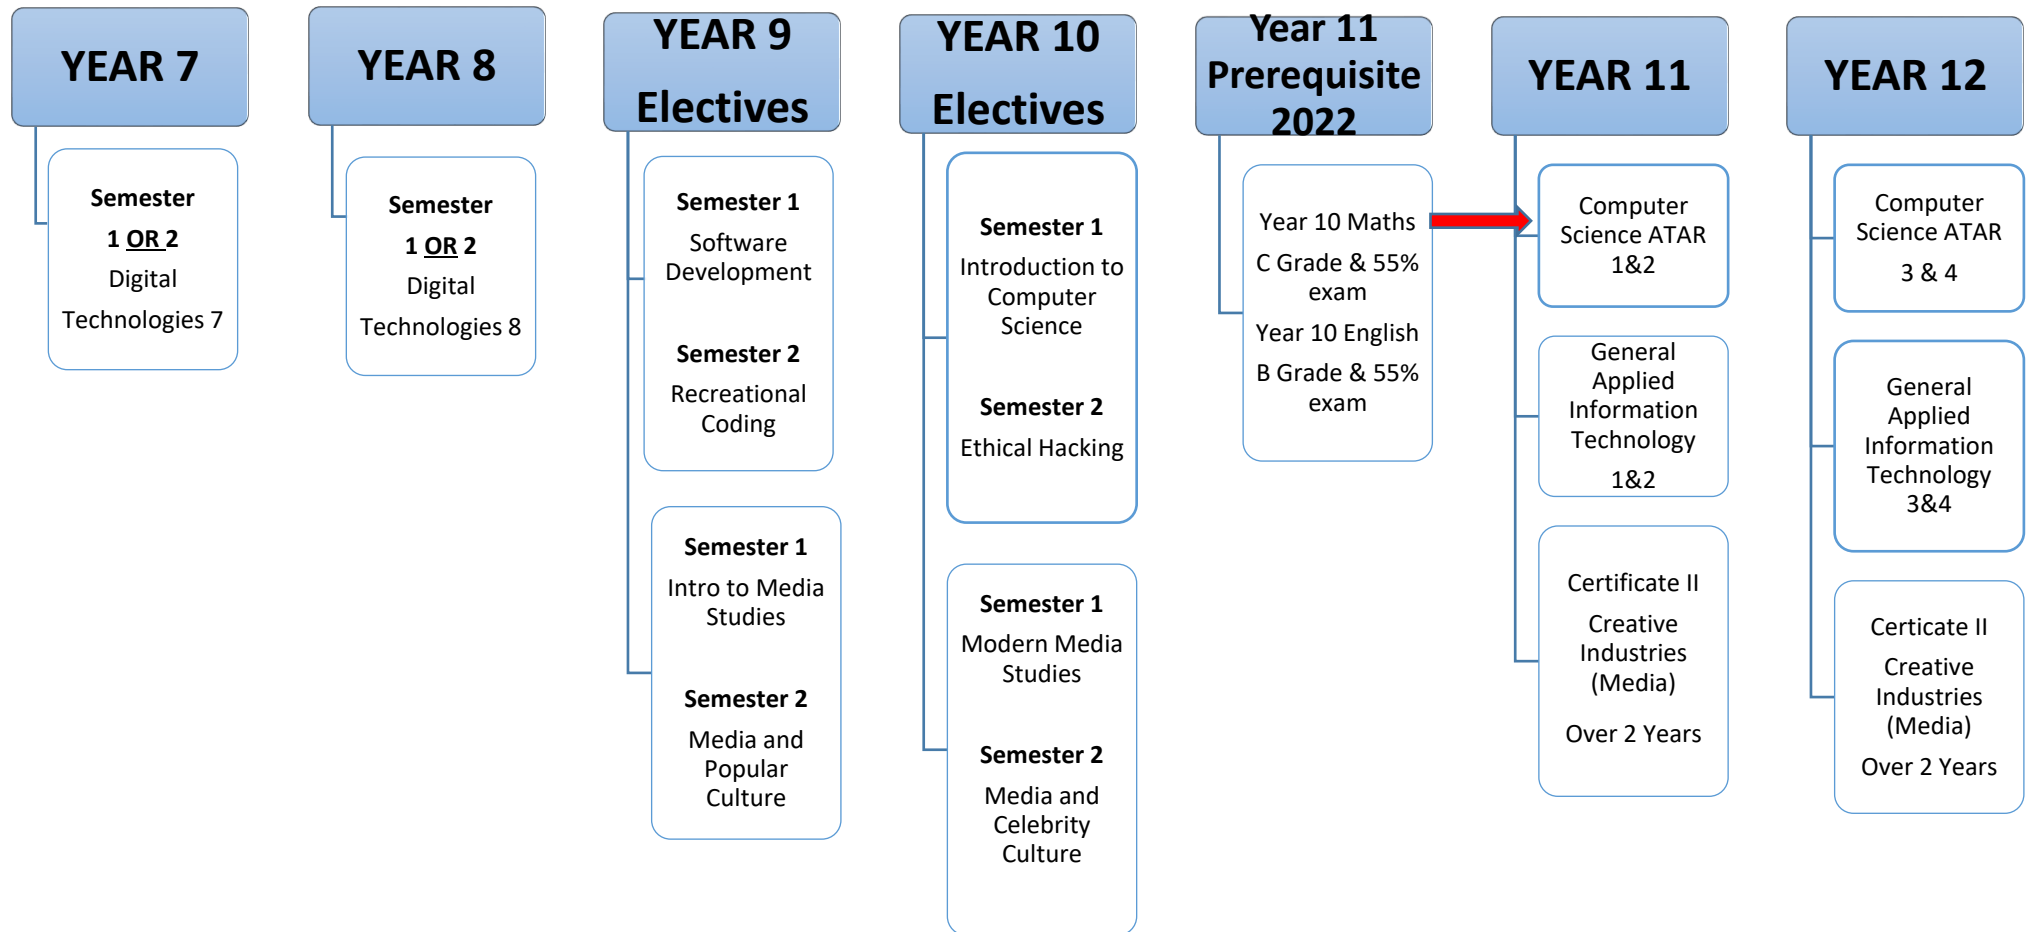 YEAR 7
Semester
1 OR 2
Digital
Technologies 7
YEAR 8
Semester
1 OR 2
Digital
Technologies 8
YEAR 9
Electives
Semester 1
Software
Development
Semester 2
Recreational
Coding
Semester 1
Intro to Media
Studies
Semester 2
Media and
Popular
Culture
YEAR 10
Electives
Semester 1
Introduction to
Computer
Science
Semester 2
Ethical Hacking
Semester 1
Modern Media
Studies
Semester 2
Media and
Celebrity
Culture
Year 11
Prerequisite
2022
Year 10 Maths
C Grade & 55%
exam
Year 10 English
B Grade & 55%
exam
YEAR 11
Computer
Science ATAR
1&2
General
Applied
Information
Technology
1&2
Certificate II
Creative
Industries
(Media)
Over 2 Years
YEAR 12
Computer
Science ATAR
3 & 4
General
Applied
Information
Technology
3&4
Certicate II
Creative
Industries
(Media)
Over 2 Years